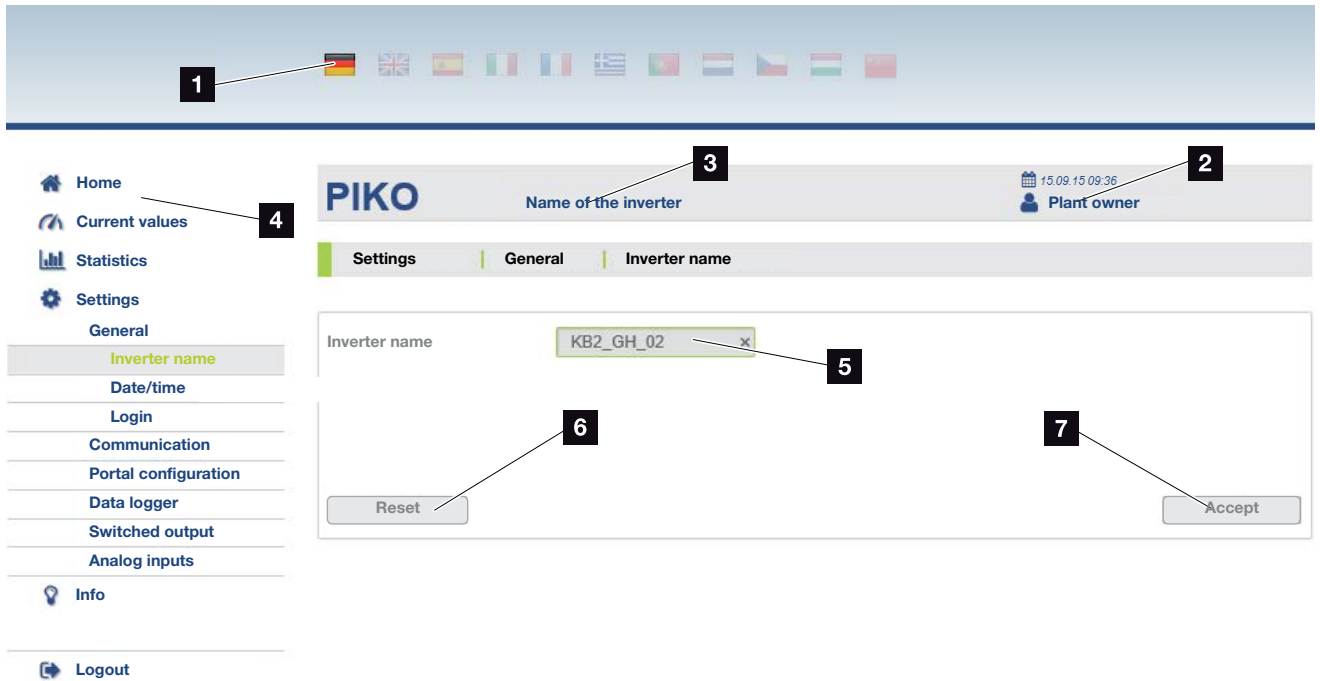 1
Home
Current values
Statistics
Settings
General
Inverter name
Date/time
Login
Communication
Portal configuration
Data logger
Switched output
Analog inputs
Info
Logout
4
PIKO
Name of the inverter
3
15.09.15 09:36
Plant owner
2
Settings | General | Inverter name
Inverter name KB2_GH_02 ×
5
6
7
Reset Accept